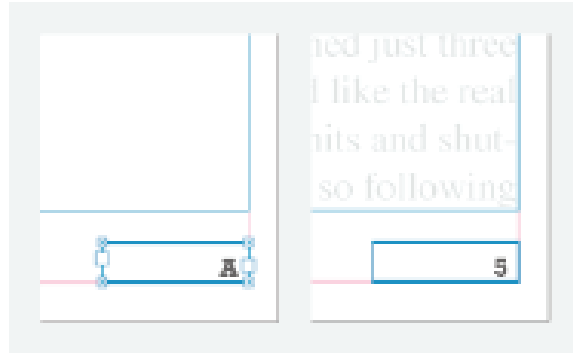 A
ned just three
l like the real
nits and shut-
so following
5